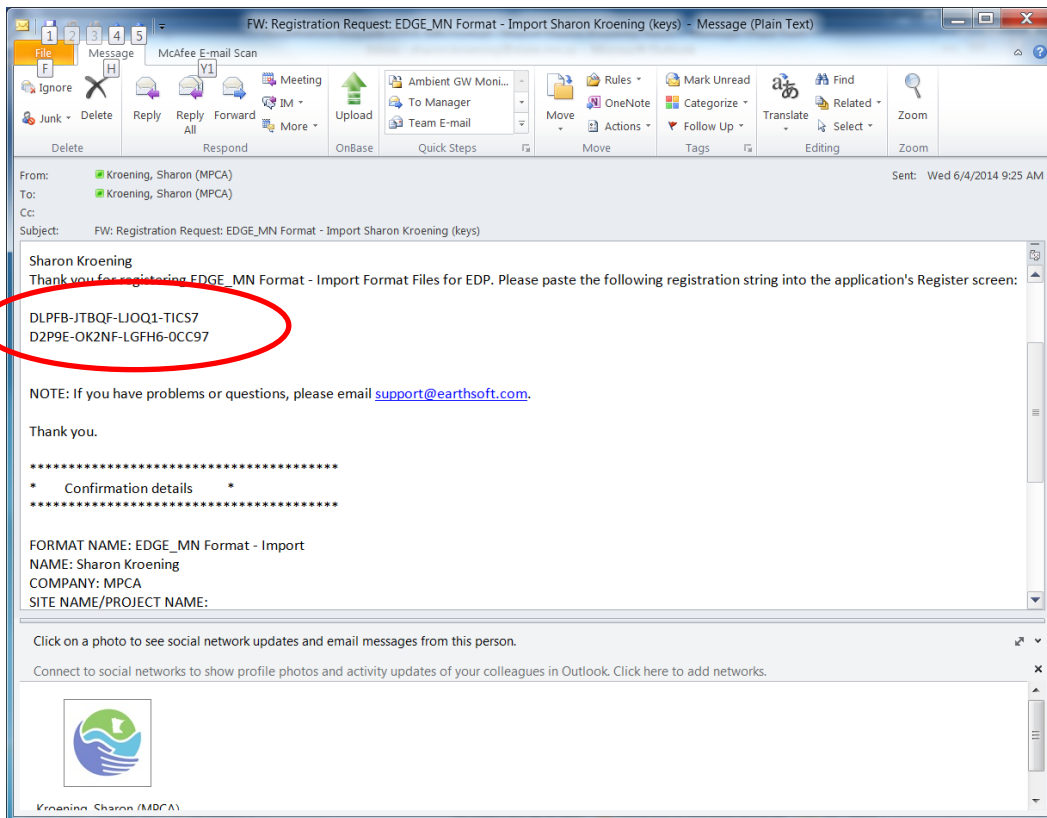 FW: Registration Request: EDGE_MN Format - Import Sharon Kroening (keys) - Message (Plain Text)
1 2 3 4 5
File Message McAfee E-mail Scan
F H Y1
Ignore
Junk
Delete
Reply
Reply All
Forward
Meeting
IM
More
Upload
Ambient GW Moni...
To Manager
Team E-mail
Move
Rules
OneNote
Actions
Mark Unread
Categorize
Follow Up
Translate
Find
Related
Select
Zoom
Delete Respond OnBase Quick Steps Move Tags Editing Zoom
From: Kroening, Sharon (MPCA) Sent: Wed 6/4/2014 9:25 AM
To: Kroening, Sharon (MPCA)
Cc:
Subject: FW: Registration Request: EDGE_MN Format - Import Sharon Kroening (keys)
Sharon Kroening
Thank you for registering EDGE_MN Format - Import Format Files for EDP. Please paste the following registration string into the application's Register screen:
DLPFB-JTBQF-LJOQ1-TICS7
D2P9E-OK2NF-LGFH6-0CC97
NOTE: If you have problems or questions, please email support@earthsoft.com.
Thank you.
****************************************
* Confirmation details *
****************************************
FORMAT NAME: EDGE_MN Format - Import
NAME: Sharon Kroening
COMPANY: MPCA
SITE NAME/PROJECT NAME:
Click on a photo to see social network updates and email messages from this person.
Connect to social networks to show profile photos and activity updates of your colleagues in Outlook. Click here to add networks.
Kroening, Sharon (MPCA)